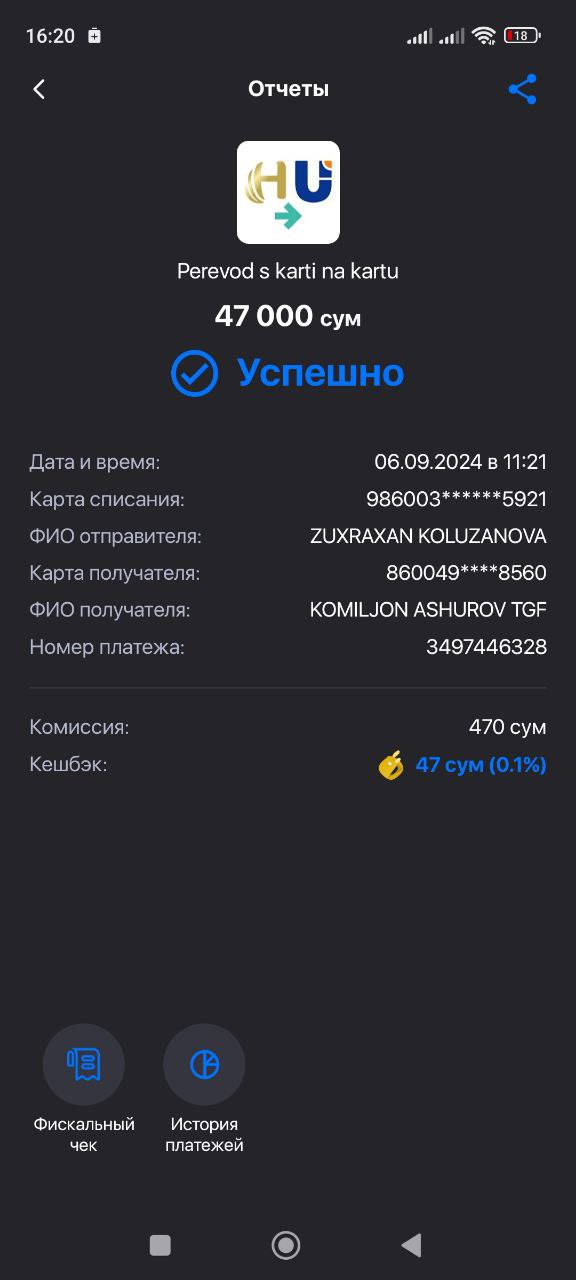 16:20
18
Отчеты
HU
Perevod s karti na kartu
47 000 сум
Успешно
Дата и время: 06.09.2024 в 11:21
Карта списания: 986003******5921
ФИО отправителя: ZUXRAXAN KOLUZANOVA
Карта получателя: 860049****8560
ФИО получателя: KOMILJON ASHUROV TGF
Номер платежа: 3497446328
Комиссия: 470 сум
Кешбэк: 47 сум (0.1%)
Фискальный
чек
История
платежей